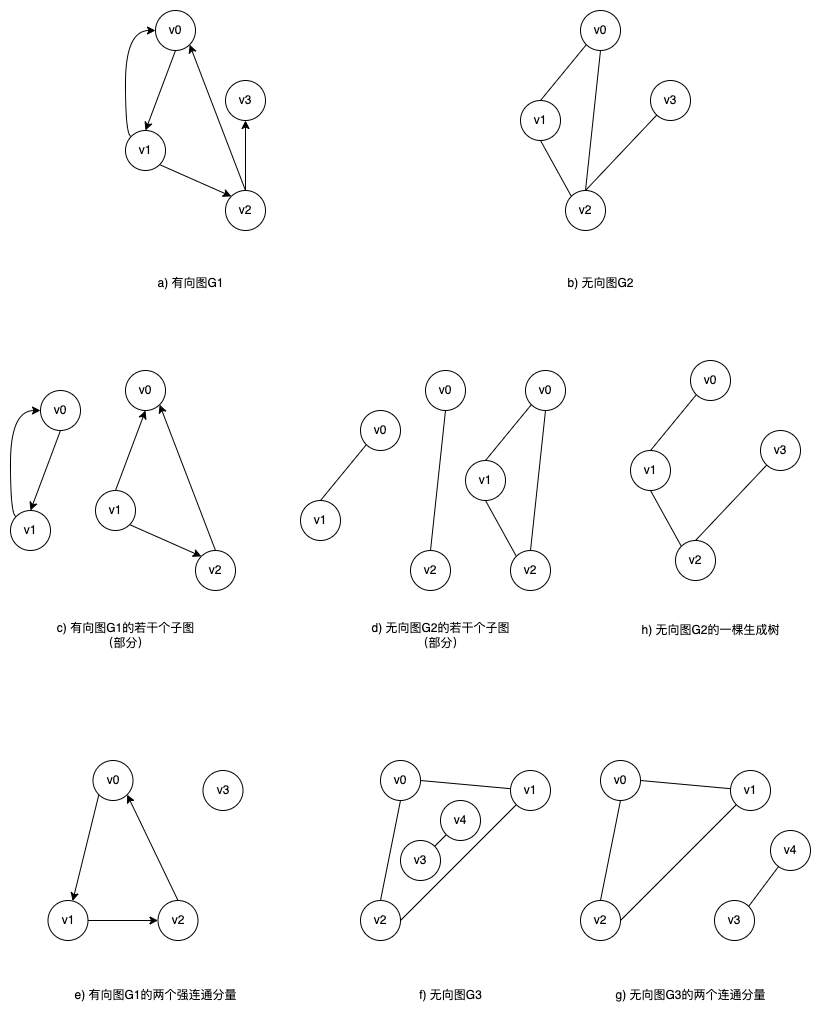 v0
v0
v3
v3
v1
v1
v2
v2
a) 有向图G1
b) 无向图G2
v0
v0
v0
v0
v0
v0
v3
v1
v1
v1
v1
v1
v2
v2
v2
v2
c) 有向图G1的若干个子图
(部分)
d) 无向图G2的若干个子图
(部分)
h) 无向图G2的一棵生成树
v0
v3
v1
v2
e) 有向图G1的两个强连通分量
v0
v1
v4
v3
v2
f) 无向图G3
v0
v1
v4
v2
v3
g) 无向图G3的两个连通分量